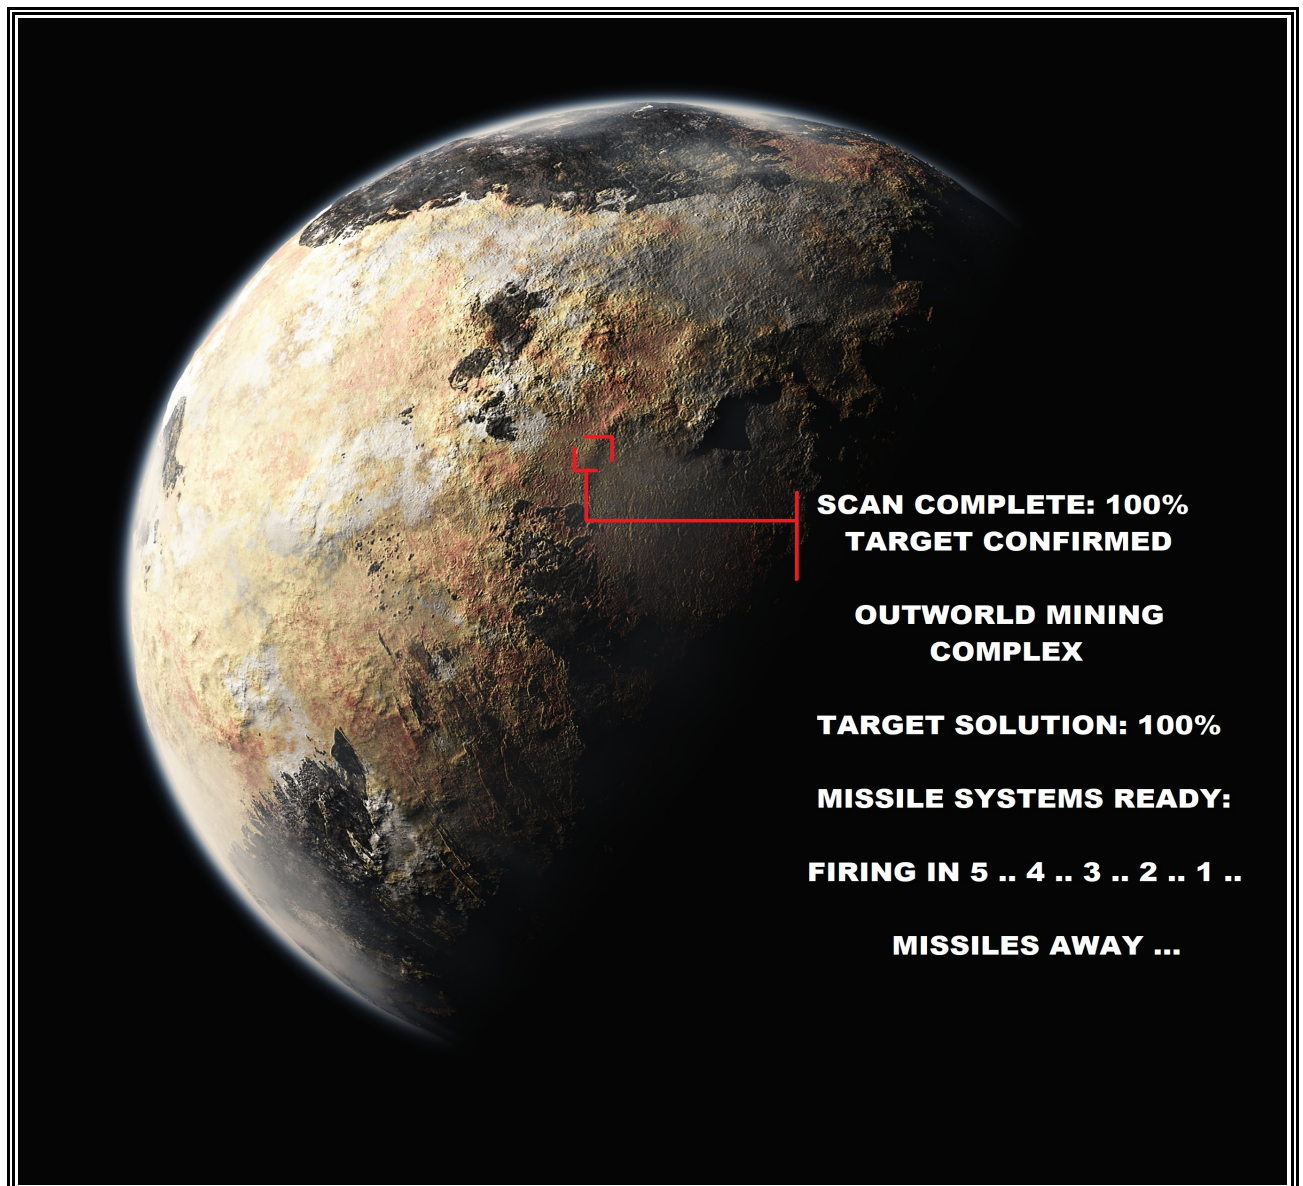 SCAN COMPLETE: 100%
TARGET CONFIRMED
OUTWORLD MINING
COMPLEX
TARGET SOLUTION: 100%
MISSILE SYSTEMS READY:
FIRING IN 5 .. 4 .. 3 .. 2 .. 1 ..
MISSILES AWAY ...